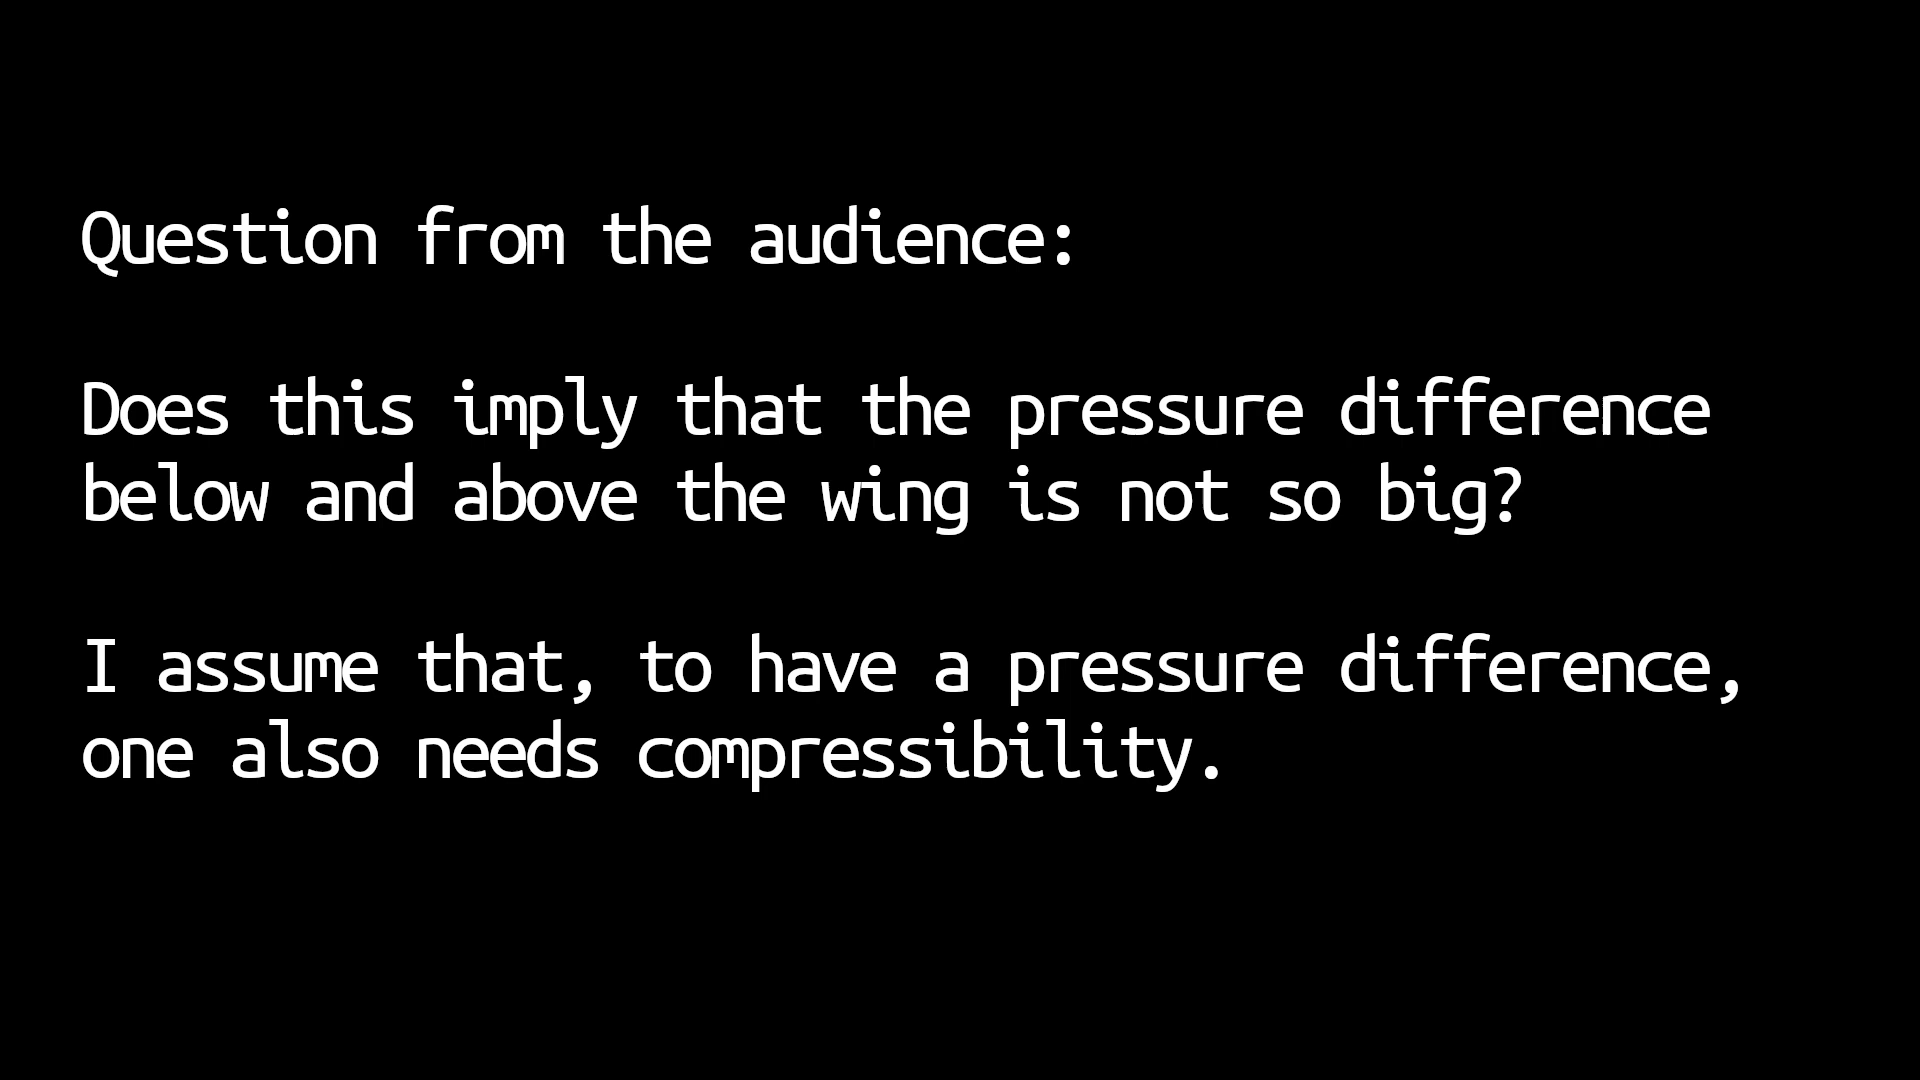 Question from the audience:
Does this imply that the pressure difference
below and above the wing is not so big?
I assume that, to have a pressure difference,
one also needs compressibility.